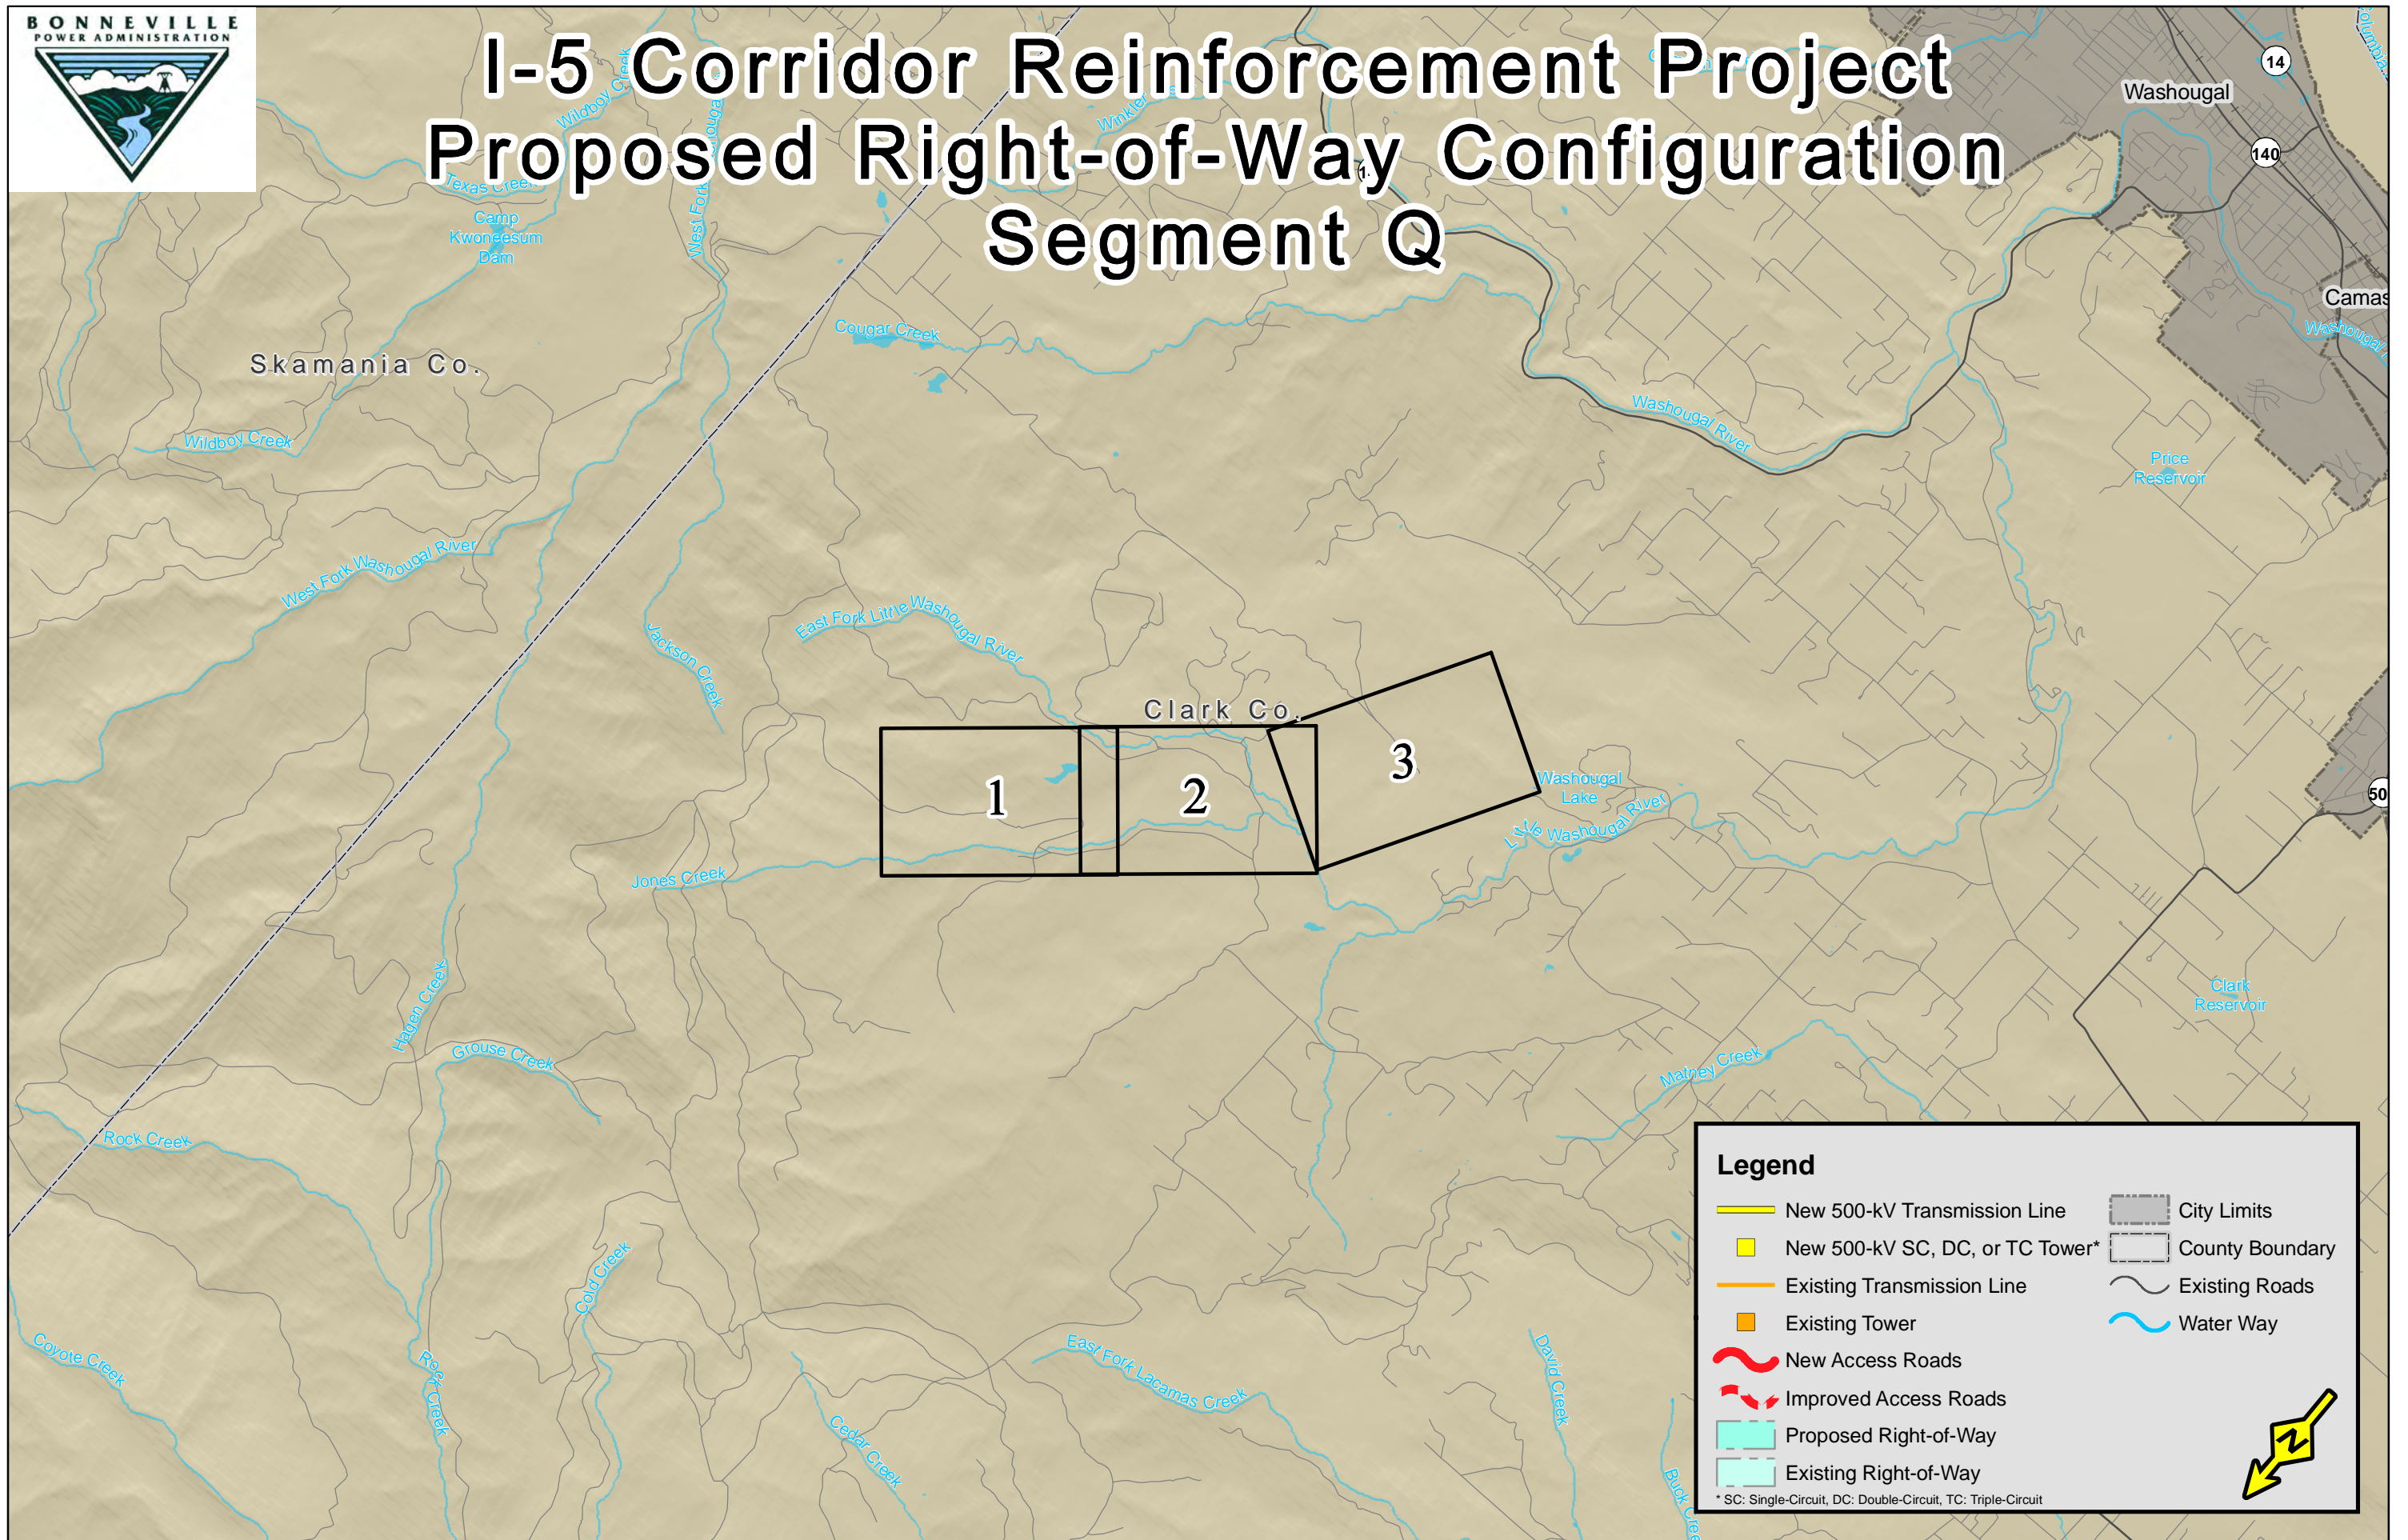 BONNEVILLE
POWER ADMINISTRATION
I-5 Corridor Reinforcement Project
Proposed Right-of-Way Configuration
Segment Q
Wildboy Creek
Texas Creek
Camp
Kwoneesum
Dam
West Fork
Winkler
14
Washougal
140
Camas
Skamania Co.
Cougar Creek
Wildboy Creek
Washougal River
Price
Reservoir
West Fork Washougal River
East Fork Little Washougal River
Jackson Creek
Clark Co.
1
2
3
Washougal
Lake
Little Washougal River
50
Jones Creek
Hagen Creek
Grouse Creek
Clark
Reservoir
Matney Creek
Rock Creek
Cold Creek
Coyote Creek
Rock Creek
East Fork Lacamas Creek
Cedar Creek
David Creek
Buck Cree
Legend
New 500-kV Transmission Line
New 500-kV SC, DC, or TC Tower*
Existing Transmission Line
Existing Tower
New Access Roads
Improved Access Roads
Proposed Right-of-Way
Existing Right-of-Way
City Limits
County Boundary
Existing Roads
Water Way
* SC: Single-Circuit, DC: Double-Circuit, TC: Triple-Circuit
N